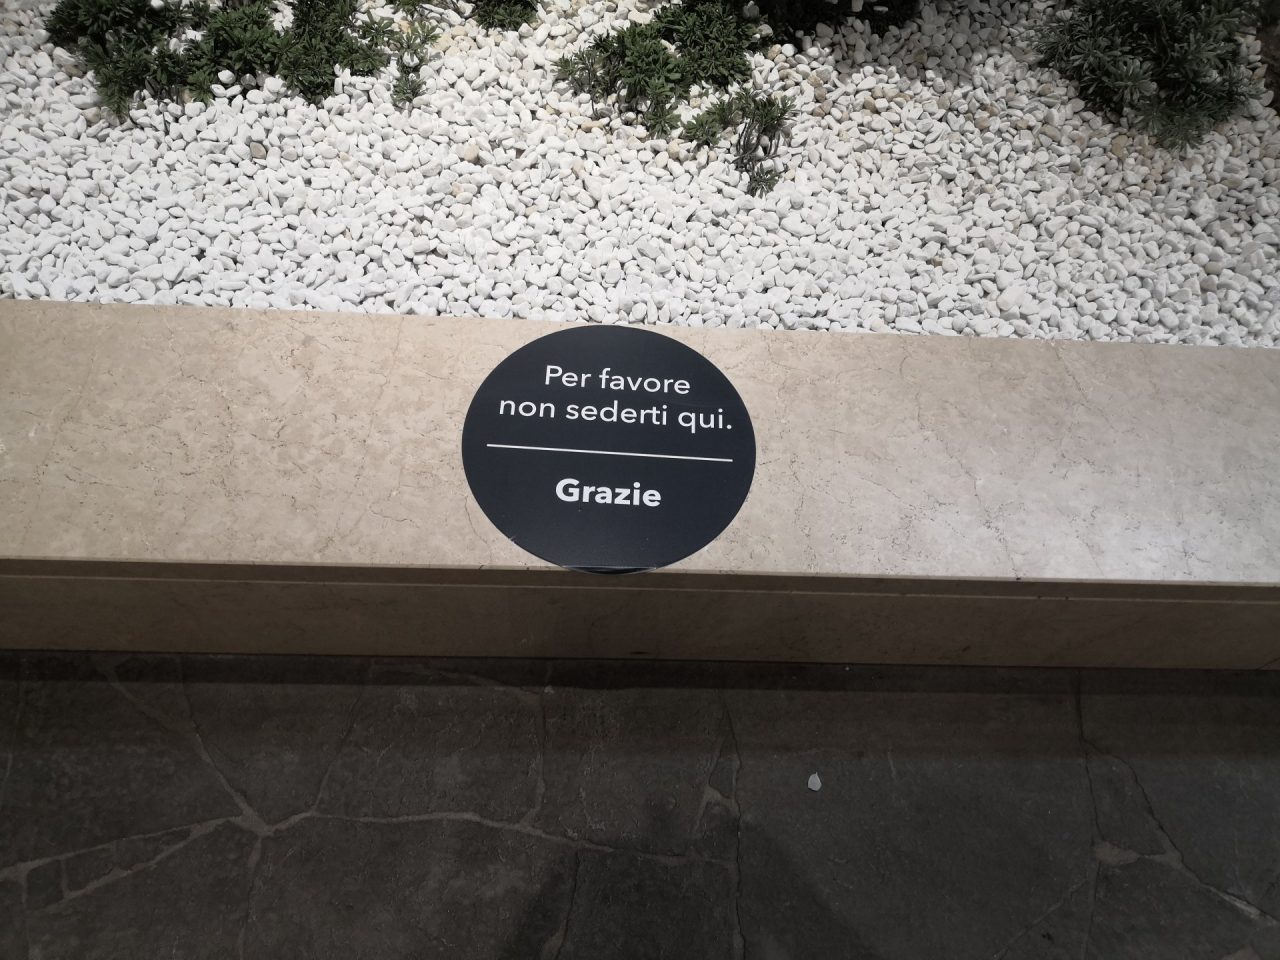 Per favore
non sederti qui.
Grazie